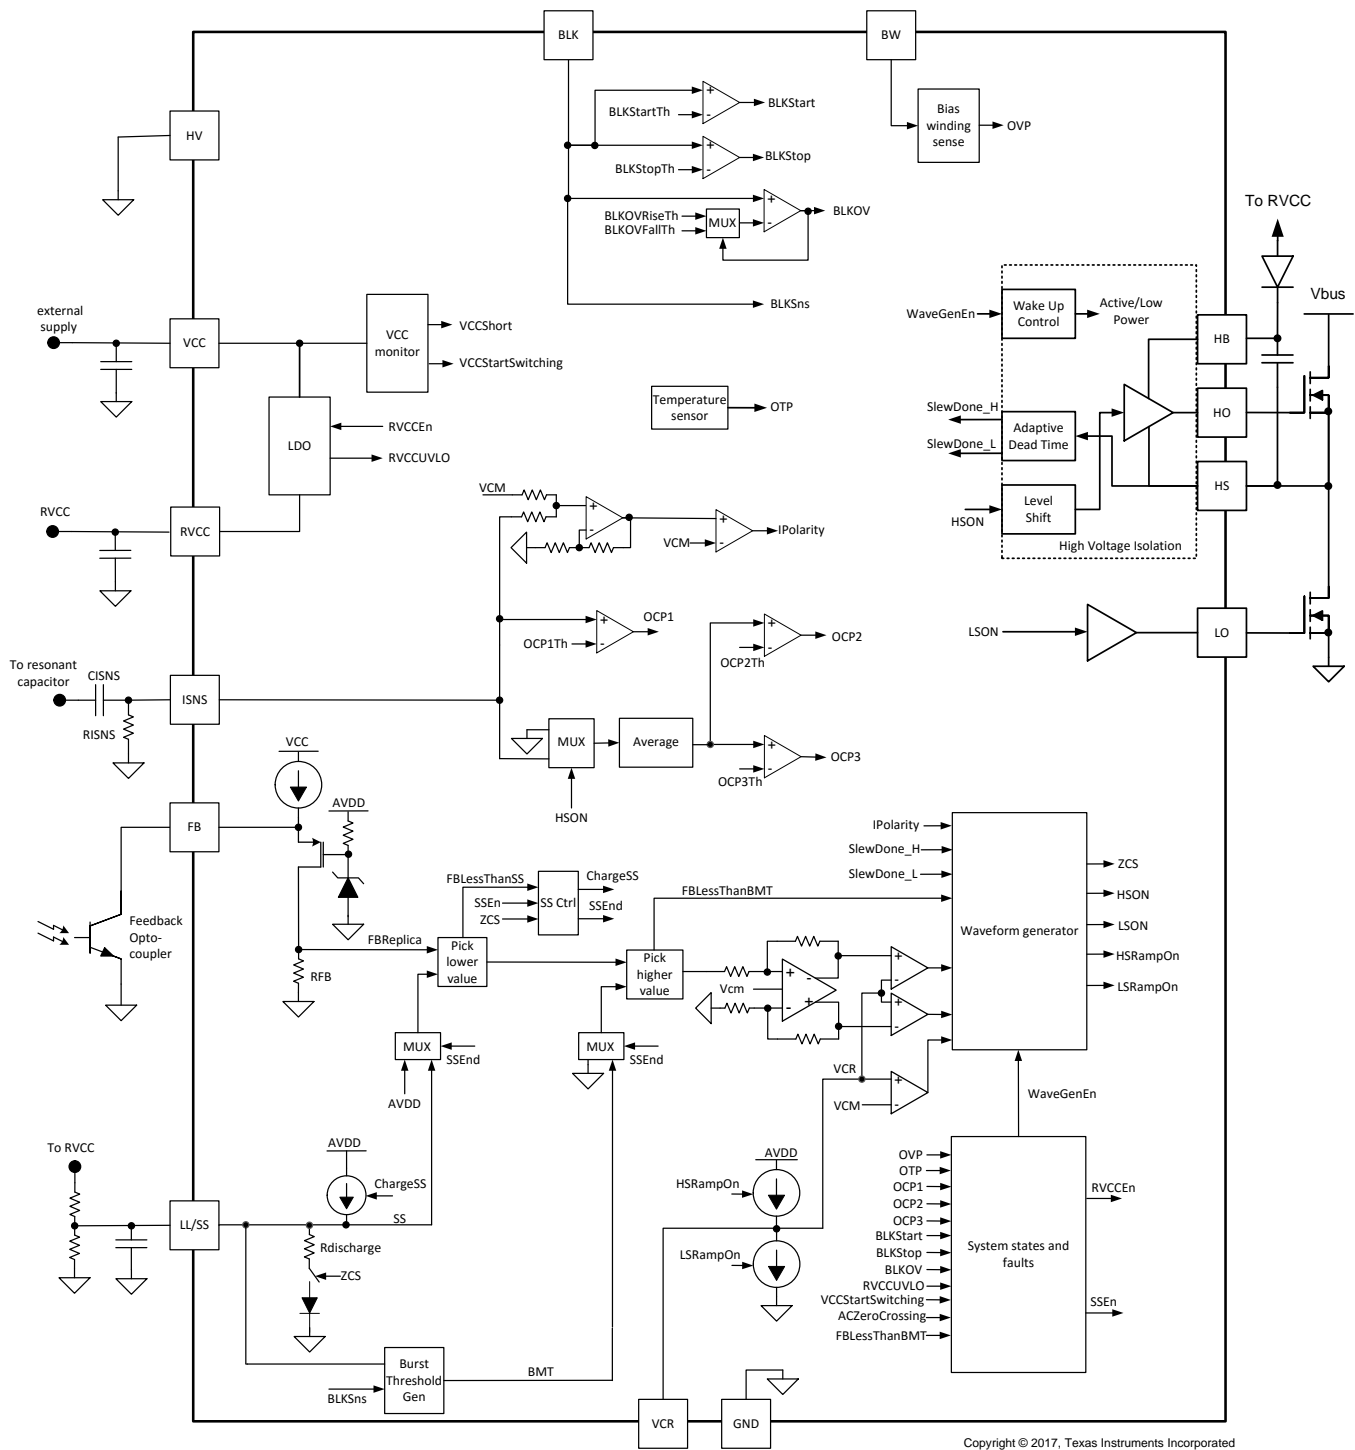 BLK
BW
BLKStartTh
+
-
BLKStart
BLKStopTh
+
-
BLKStop
BLKOVRiseTh
BLKOVFallTh
MUX
+
-
BLKOV
BLKSns
Bias
winding
sense
OVP
HV
To RVCC
Vbus
external
supply
VCC
VCC
monitor
VCCShort
VCCStartSwitching
LDO
RVCCEn
RVCCUVLO
RVCC
RVCC
Temperature
sensor
OTP
WaveGenEn
Wake Up
Control
Active/Low
Power
HB
SlewDone_H
SlewDone_L
Adaptive
Dead Time
HO
HS
HSON
Level
Shift
High Voltage Isolation
LSON
LO
VCM
+
-
VCM
+
-
IPolarity
OCP1Th
+
-
OCP1
OCP2Th
+
-
OCP2
To resonant
capacitor
CISNS
RISNS
ISNS
MUX
HSON
Average
OCP3Th
+
-
OCP3
VCC
AVDD
FB
Feedback
Opto-
coupler
RFB
FBReplica
FBLessThanSS
SSEn
ZCS
SS Ctrl
ChargeSS
SSEnd
Pick
lower
value
FBLessThanBMT
Pick
higher
value
MUX
SSEnd
AVDD
MUX
SSEnd
Vcm
+
-
-
+
+
-
+
-
VCR
VCM
+
-
IPolarity
SlewDone_H
SlewDone_L
Waveform generator
ZCS
HSON
LSON
HSRampOn
LSRampOn
WaveGenEn
To RVCC
LL/SS
AVDD
ChargeSS
SS
Rdischarge
ZCS
AVDD
HSRampOn
LSRampOn
OVP
OTP
OCP1
OCP2
OCP3
BLKStart
BLKStop
BLKOV
RVCCUVLO
VCCStartSwitching
ACZeroCrossing
FBLessThanBMT
System states and
faults
RVCCEn
SSEn
BLKSns
Burst
Threshold
Gen
BMT
VCR
GND
Copyright © 2017, Texas Instruments Incorporated